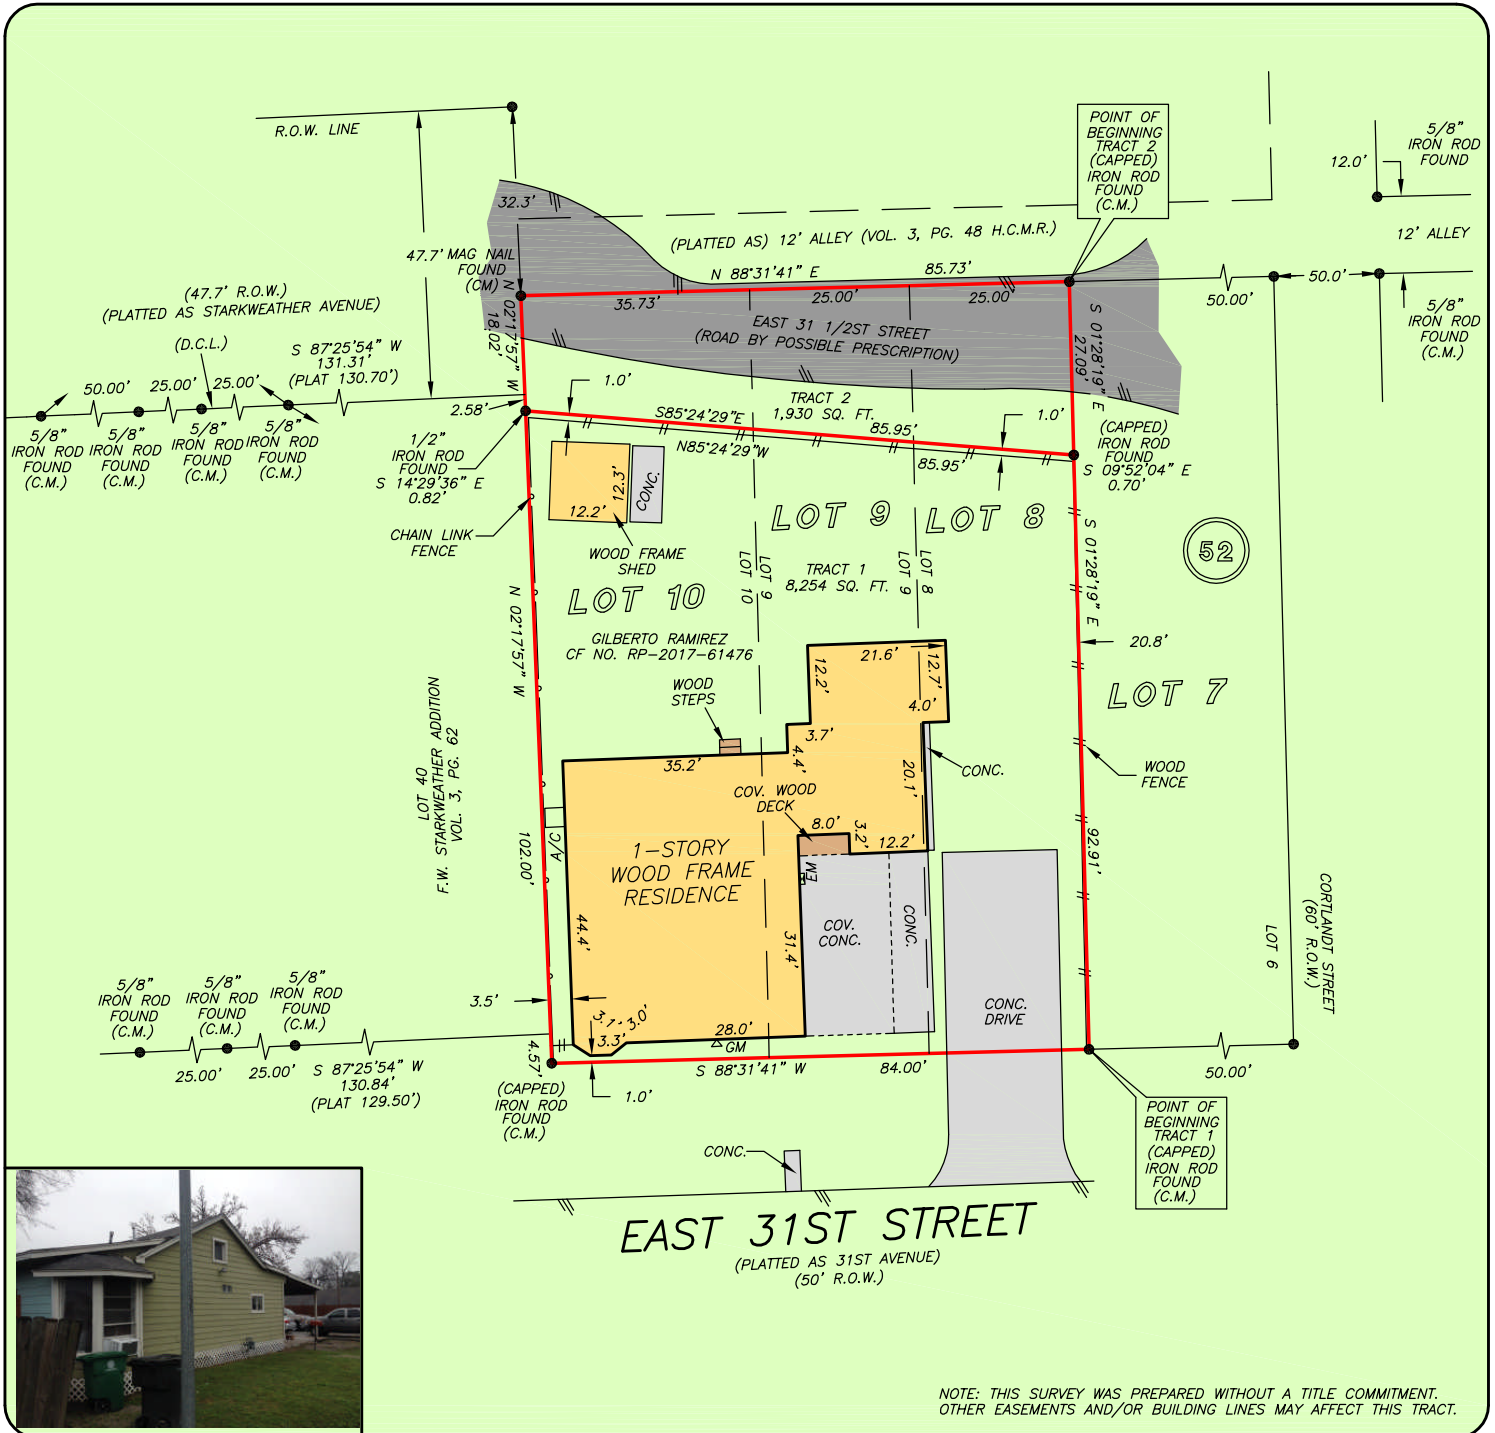 R.O.W. LINE
32.3'
47.7'
MAG NAIL
FOUND
(CM)
POINT OF
BEGINNING
TRACT 2
(CAPPED)
IRON ROD
FOUND
(C.M.)
5/8"
IRON ROD
FOUND
12.0'
12' ALLEY
(PLATTED AS) 12' ALLEY (VOL. 3, PG. 48 H.C.M.R.)
N 88°31'41" E
85.73'
35.73'
25.00'
25.00'
50.00'
50.0'
5/8"
IRON ROD
FOUND
(C.M.)
EAST 31 1/2ST STREET
(ROAD BY POSSIBLE PRESCRIPTION)
N 02°17'57" W
18.02'
S 01°28'19" E
27.09'
(47.7' R.O.W.)
(PLATTED AS STARKWEATHER AVENUE)
(D.C.L.)
S 87°25'54" W
131.31'
(PLAT 130.70')
50.00'
25.00'
25.00'
5/8"
IRON ROD
FOUND
(C.M.)
5/8"
IRON ROD
FOUND
(C.M.)
5/8"
IRON ROD
FOUND
(C.M.)
5/8"
IRON ROD
FOUND
(C.M.)
2.58'
1.0'
1/2"
IRON ROD
FOUND
S 14°29'36" E
0.82'
TRACT 2
1,930 SQ. FT.
S85°24'29"E
85.95'
N85°24'29"W
85.95'
1.0'
(CAPPED)
IRON ROD
FOUND
S 09°52'04" E
0.70'
CHAIN LINK
FENCE
12.3'
12.2'
CONC.
WOOD FRAME
SHED
LOT 9
LOT 8
52
LOT 10
LOT 9
LOT 10
LOT 9
LOT 8
TRACT 1
8,254 SQ. FT.
GILBERTO RAMIREZ
CF NO. RP-2017-61476
S 01°28'19" E
92.91'
20.8'
LOT 7
N 02°17'57" W
102.00'
LOT 40
F.W. STARKWEATHER ADDITION
VOL. 3, PG. 62
WOOD
STEPS
21.6'
12.2'
12.7'
4.0'
3.7'
4.4'
20.1'
35.2'
CONC.
WOOD
FENCE
COV. WOOD
DECK
8.0'
3.2'
12.2'
A/C
1-STORY
WOOD FRAME
RESIDENCE
EM
COV.
CONC.
CONC.
44.4'
31.4'
CONC.
DRIVE
LOT 6
CORTLANDT STREET
(60' R.O.W.)
5/8"
IRON ROD
FOUND
(C.M.)
5/8"
IRON ROD
FOUND
(C.M.)
5/8"
IRON ROD
FOUND
(C.M.)
25.00'
25.00'
S 87°25'54" W
130.84'
(PLAT 129.50')
3.5'
3.1'
3.0'
3.3'
28.0'
GM
4.57'
(CAPPED)
IRON ROD
FOUND
(C.M.)
1.0'
S 88°31'41" W
84.00'
50.00'
POINT OF
BEGINNING
TRACT 1
(CAPPED)
IRON ROD
FOUND
(C.M.)
CONC.
EAST 31ST STREET
(PLATTED AS 31ST AVENUE)
(50' R.O.W.)
NOTE: THIS SURVEY WAS PREPARED WITHOUT A TITLE COMMITMENT.
OTHER EASEMENTS AND/OR BUILDING LINES MAY AFFECT THIS TRACT.